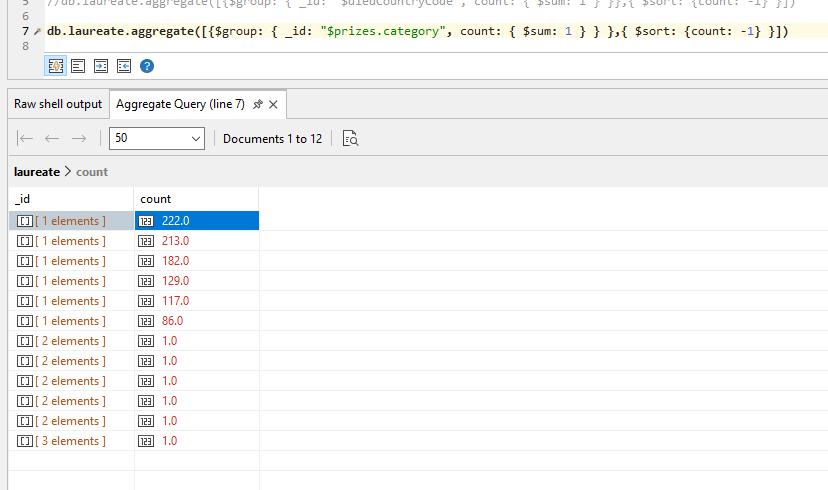 5 //db.laureate.aggregate([{$group: { _id: "$diedCountryCode", count: { $sum: 1 } }},{ $sort: {count: -1} }])
6
7 db.laureate.aggregate([{$group: { _id: "$prizes.category", count: { $sum: 1 } } },{ $sort: {count: -1} }])
8
Raw shell output Aggregate Query (line 7)
50 Documents 1 to 12
laureate > count
_id count
[ 1 elements ] 222.0
[ 1 elements ] 213.0
[ 1 elements ] 182.0
[ 1 elements ] 129.0
[ 1 elements ] 117.0
[ 1 elements ] 86.0
[ 2 elements ] 1.0
[ 2 elements ] 1.0
[ 2 elements ] 1.0
[ 2 elements ] 1.0
[ 2 elements ] 1.0
[ 3 elements ] 1.0